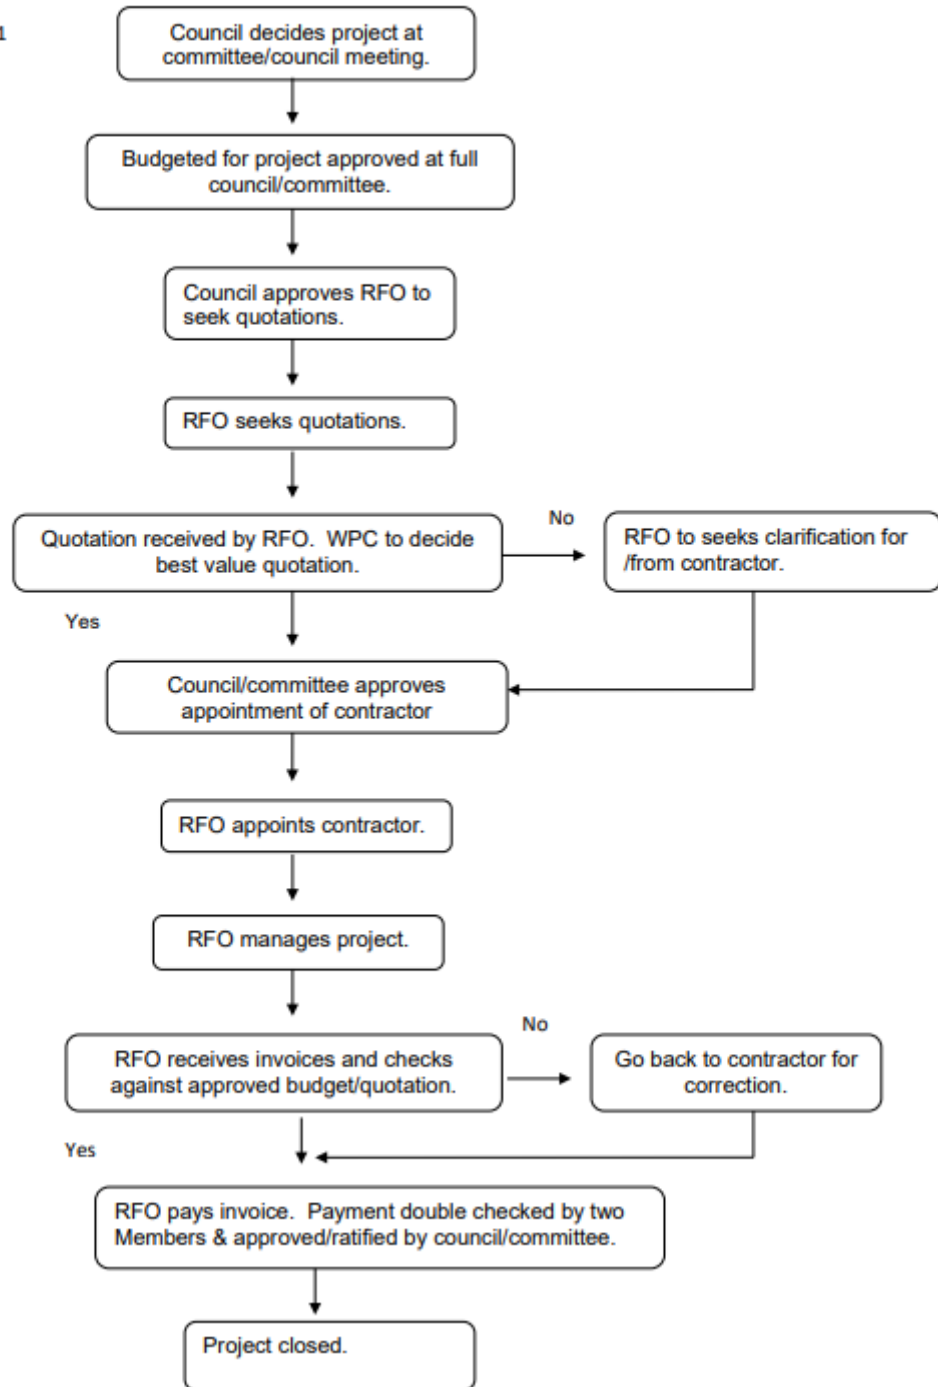 1
Council decides project at
committee/council meeting.
Budgeted for project approved at full
council/committee.
Council approves RFO to
seek quotations.
RFO seeks quotations.
Quotation received by RFO.  WPC to decide
best value quotation.
No
RFO to seeks clarification for
/from contractor.
Yes
Council/committee approves
appointment of contractor
RFO appoints contractor.
RFO manages project.
RFO receives invoices and checks
against approved budget/quotation.
No
Go back to contractor for
correction.
Yes
RFO pays invoice.  Payment double checked by two
Members & approved/ratified by council/committee.
Project closed.